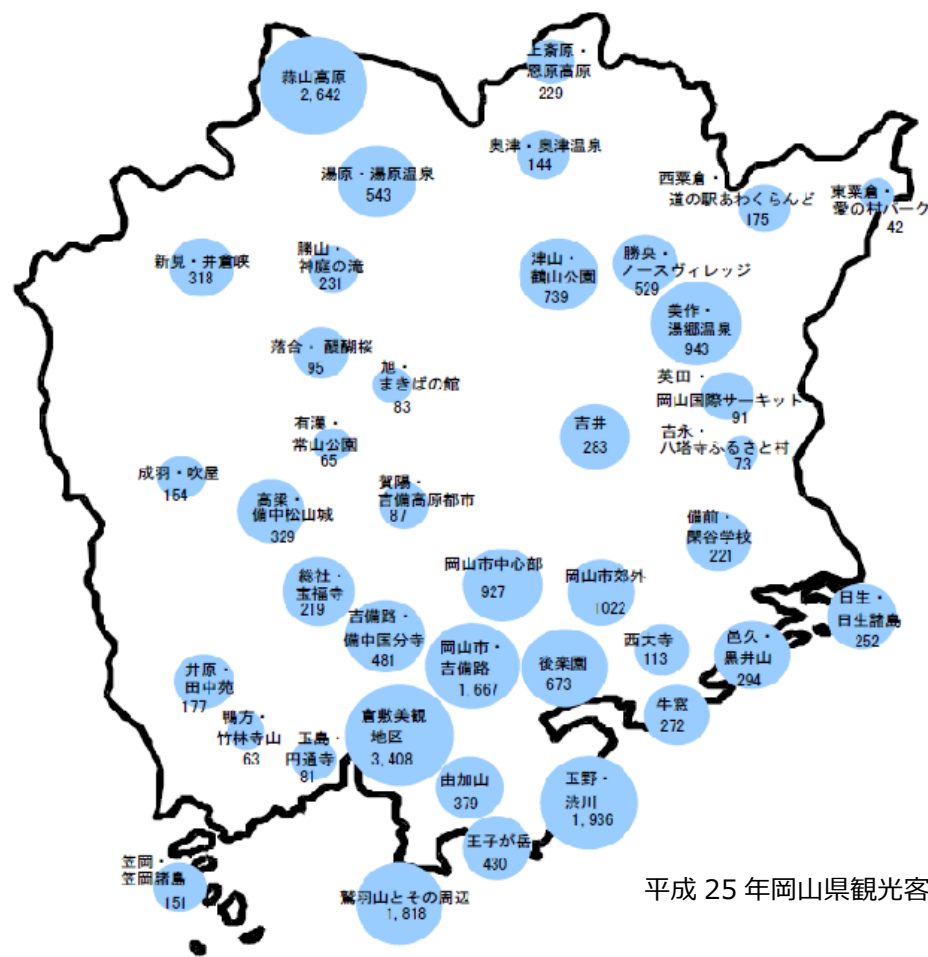 蒜山高原
2,642
上斎原・
恩原高原
229
奥津・奥津温泉
144
湯原・湯原温泉
543
西粟倉・
道の駅あわくらんど
175
東粟倉・
愛の村パーク
42
新見・井倉峡
318
勝山・
神庭の滝
231
津山・
鶴山公園
739
勝央・
ノースヴィレッジ
529
美作・
湯郷温泉
943
落合・醍醐桜
95
旭・
まきばの館
83
英田・
岡山国際サーキット
91
有漢・
常山公園
65
吉井
283
吉永・
八塔寺ふるさと村
73
成羽・吹屋
154
高梁・
備中松山城
329
賀陽・
吉備高原都市
87
備前・
閑谷学校
221
岡山市中心部
927
岡山市郊外
1022
総社・
宝福寺
219
吉備路・
備中国分寺
481
日生・
日生諸島
252
岡山市・
吉備路
1,667
後楽園
673
西大寺
113
邑久・
黒井山
294
井原・
田中苑
177
牛窓
272
鴨方・
竹林寺山
63
玉島・
円通寺
81
倉敷美観
地区
3,408
由加山
379
玉野・
渋川
1,936
王子が岳
430
笠岡・
笠岡諸島
151
鷲羽山とその周辺
1,818
平成 25 年岡山県観光客